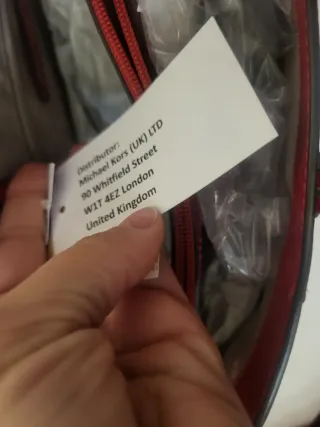 Distributor:
Michael Kors (UK) LTD
90 Whitfield Street
W1T 4EZ London
United Kingdom